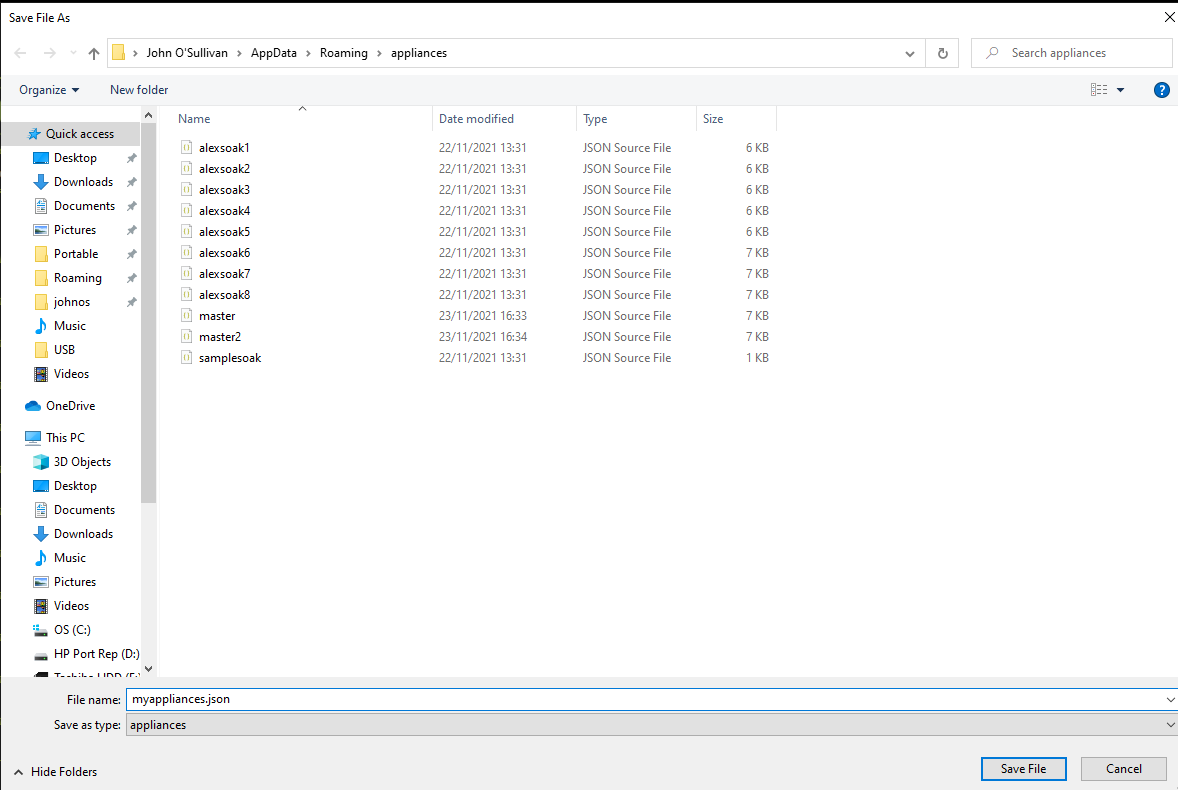 Save File As
John O'Sullivan > AppData > Roaming > appliances
Search appliances
Organize
New folder
?
Quick access
Desktop
Downloads
Documents
Pictures
Portable
Roaming
johnos
Music
USB
Videos
OneDrive
This PC
3D Objects
Desktop
Documents
Downloads
Music
Pictures
Videos
OS (C:)
HP Port Rep (D:)
Name Date modified Type Size
alexsoak1 22/11/2021 13:31 JSON Source File 6 KB
alexsoak2 22/11/2021 13:31 JSON Source File 6 KB
alexsoak3 22/11/2021 13:31 JSON Source File 6 KB
alexsoak4 22/11/2021 13:31 JSON Source File 6 KB
alexsoak5 22/11/2021 13:31 JSON Source File 6 KB
alexsoak6 22/11/2021 13:31 JSON Source File 7 KB
alexsoak7 22/11/2021 13:31 JSON Source File 7 KB
alexsoak8 22/11/2021 13:31 JSON Source File 7 KB
master 23/11/2021 16:33 JSON Source File 7 KB
master2 23/11/2021 16:34 JSON Source File 7 KB
samplesoak 22/11/2021 13:31 JSON Source File 1 KB
File name: myappliances.json
Save as type: appliances
Hide Folders
Save File
Cancel